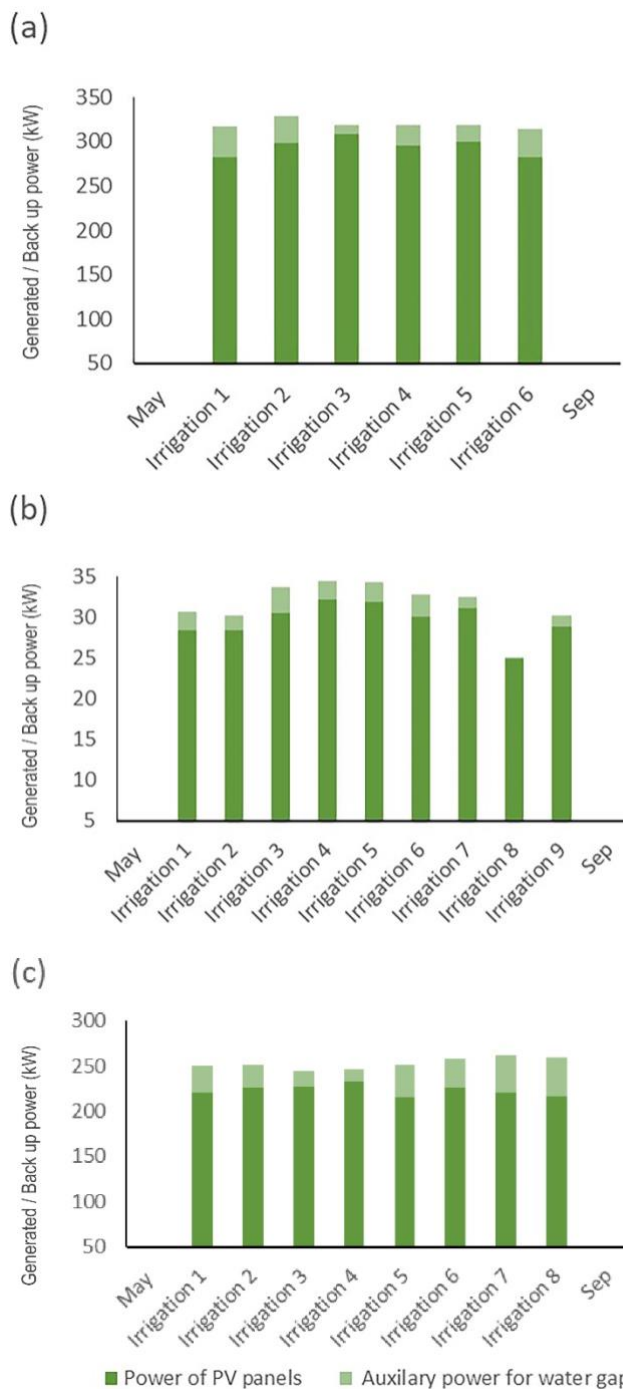 (a)
Generated / Back up power (kW)
350
300
250
200
150
100
50
May
Irrigation 1
Irrigation 2
Irrigation 3
Irrigation 4
Irrigation 5
Irrigation 6
Sep
(b)
Generated / Back up power (kW)
35
30
25
20
15
10
5
May
Irrigation 1
Irrigation 2
Irrigation 3
Irrigation 4
Irrigation 5
Irrigation 6
Irrigation 7
Irrigation 8
Irrigation 9
Sep
(c)
Generated / Back up power (kW)
300
250
200
150
100
50
May
Irrigation 1
Irrigation 2
Irrigation 3
Irrigation 4
Irrigation 5
Irrigation 6
Irrigation 7
Irrigation 8
Sep
Power of PV panels Auxilary power for water gap